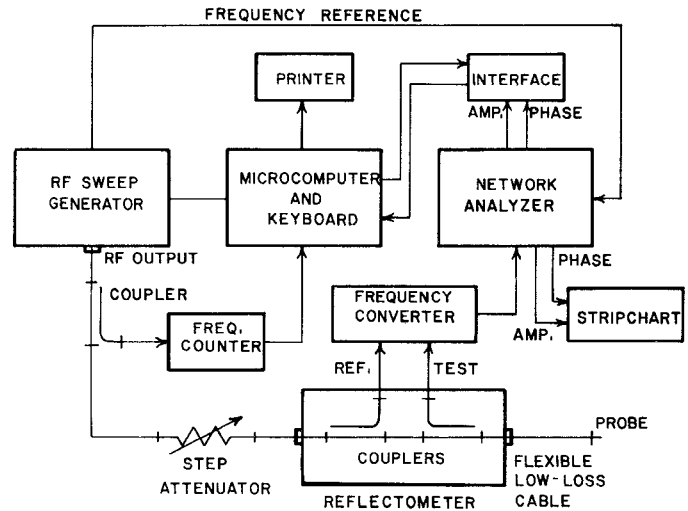 FREQUENCY REFERENCE
PRINTER
INTERFACE
AMP. PHASE
RF SWEEP
GENERATOR
MICROCOMPUTER
AND
KEYBOARD
NETWORK
ANALYZER
RF OUTPUT
PHASE
COUPLER
FREQUENCY
CONVERTER
STRIPCHART
FREQ.
COUNTER
AMP.
REF. TEST
PROBE
STEP
ATTENUATOR
COUPLERS
FLEXIBLE
LOW-LOSS
CABLE
REFLECTOMETER